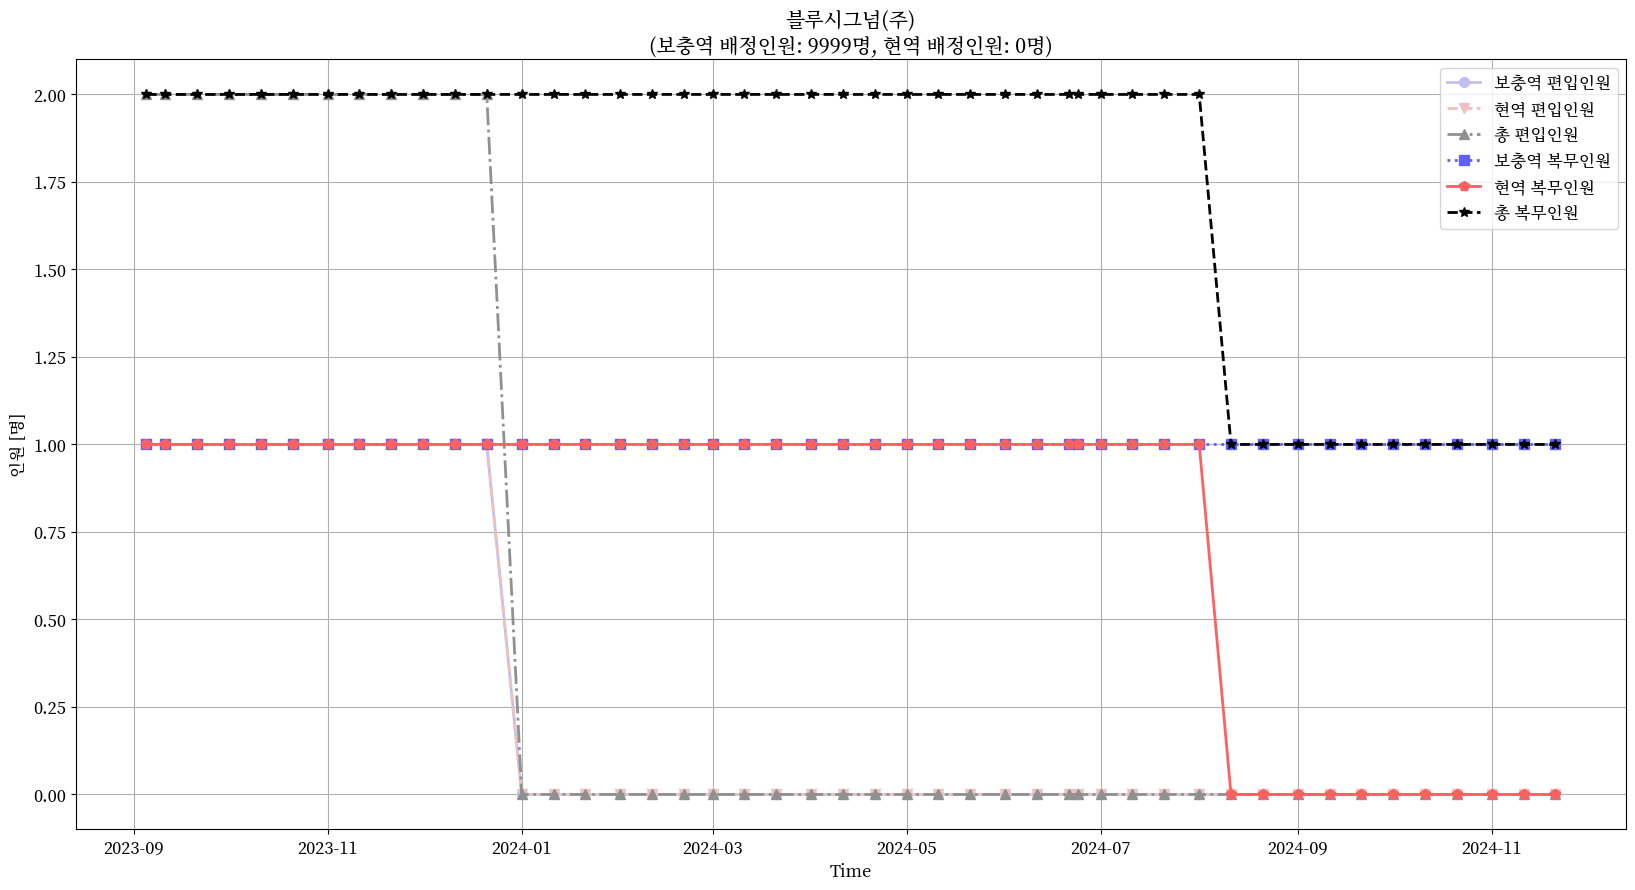 블루시그넘(주)
(보충역 배정인원: 9999명, 현역 배정인원: 0명)
보충역 편입인원
현역 편입인원
총 편입인원
보충역 복무인원
현역 복무인원
총 복무인원
2.00
1.75
1.50
1.25
1.00
0.75
0.50
0.25
0.00
인원 [명]
2023-09
2023-11
2024-01
2024-03
2024-05
2024-07
2024-09
2024-11
Time